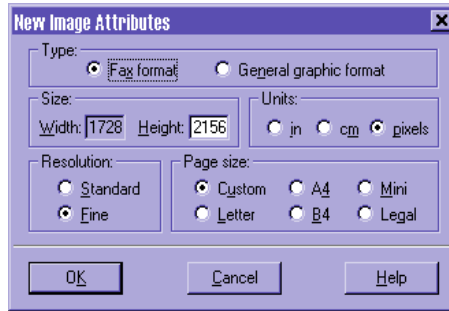 New Image Attributes
Type:
Fax format General graphic format
Size: Units:
Width: 1728 Height: 2156 in cm pixels
Resolution: Page size:
Standard Custom A4 Mini
Fine Letter B4 Legal
OK Cancel Help